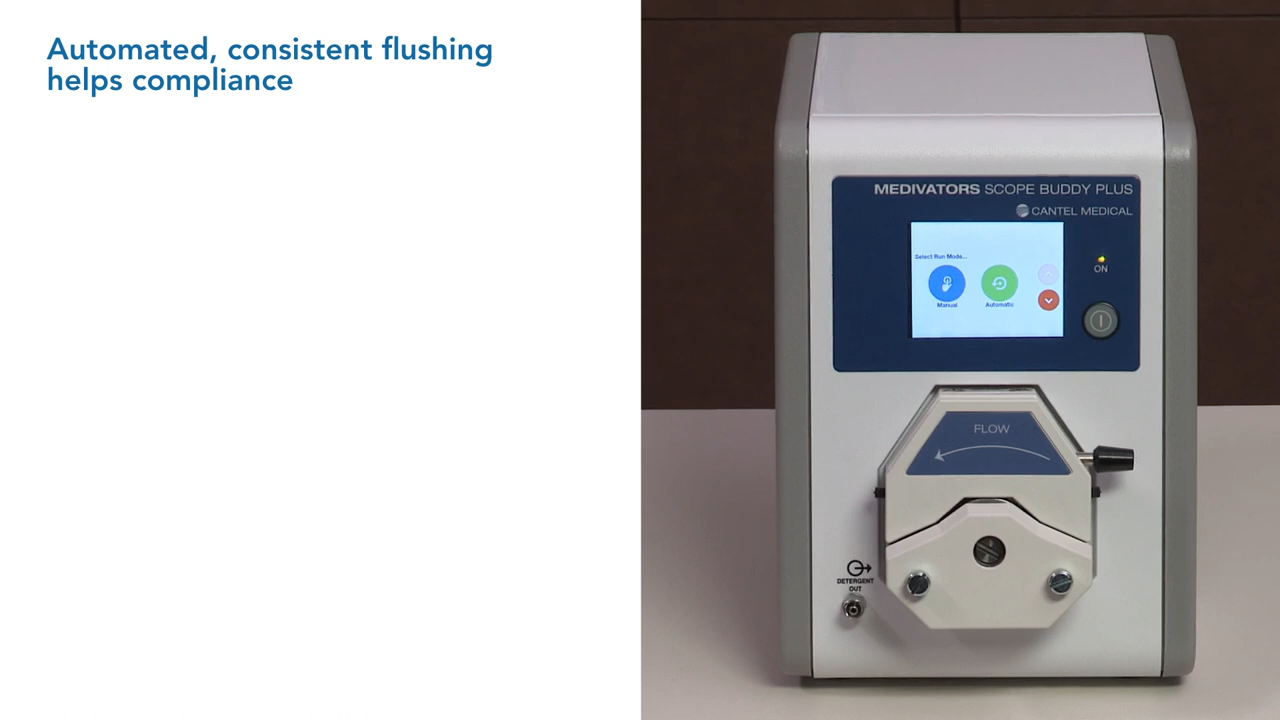 Automated, consistent flushing
helps compliance
MEDIVATORS SCOPE BUDDY PLUS
CANTEL MEDICAL
Select Run Mode...
Manual
Automatic
ON
FLOW
DETERGENT
OUT